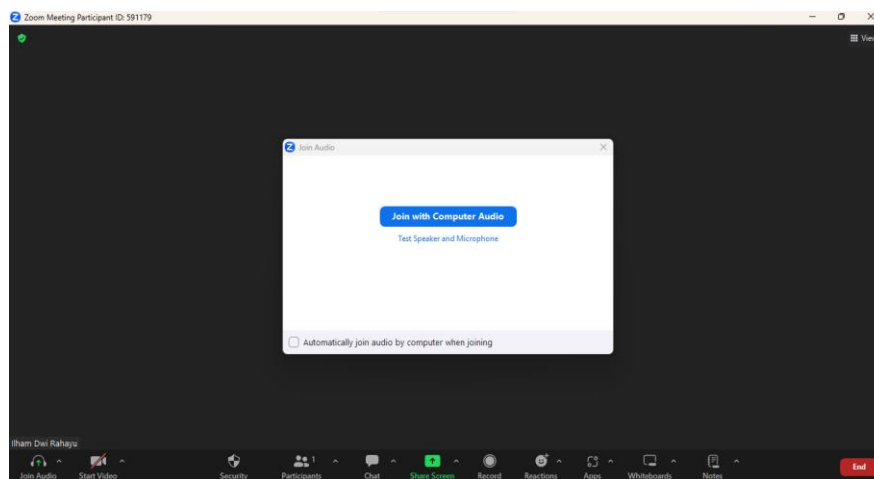 Zoom Meeting Participant ID: 591179
View
Join Audio
Join with Computer Audio
Test Speaker and Microphone
Automatically join audio by computer when joining
Ilham Dwi Rahayu
1
Join Audio
Start Video
Security
Participants
Chat
Share Screen
Record
Reactions
Apps
Whiteboards
Notes
End